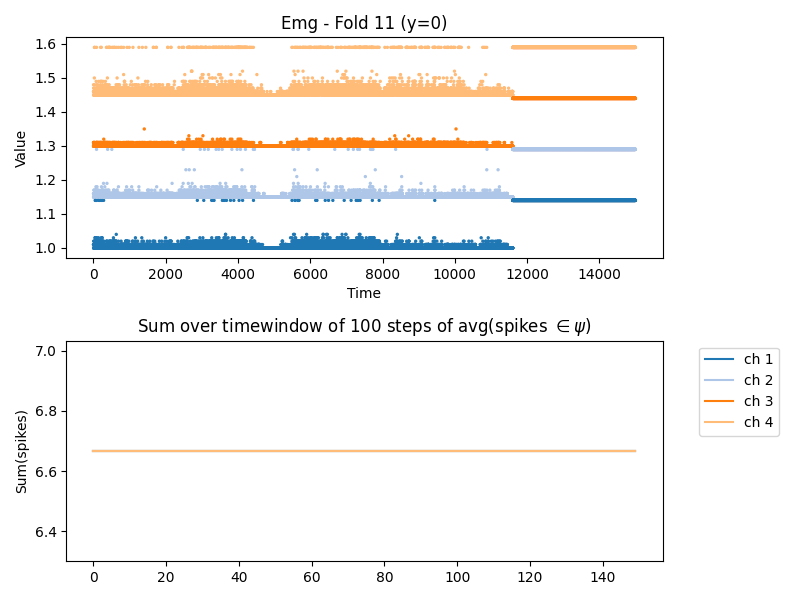 Emg - Fold 11 (y=0)
1.6
1.5
1.4
1.3
1.2
1.1
1.0
Value
0 2000 4000 6000 8000 10000 12000 14000
Time
Sum over timewindow of 100 steps of avg(spikes ∈ ψ)
7.0
6.8
6.6
6.4
Sum(spikes)
0 20 40 60 80 100 120 140
ch 1
ch 2
ch 3
ch 4